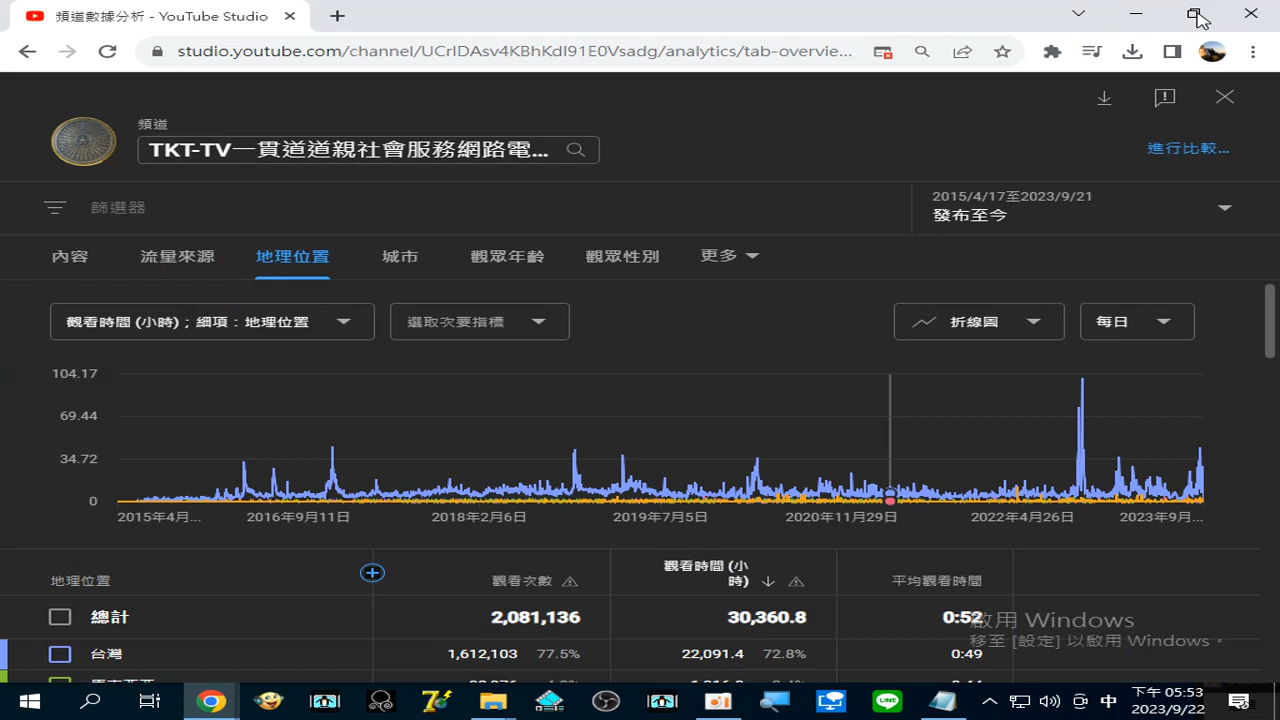 頻道數據分析 - YouTube Studio
studio.youtube.com/channel/UCrIDAsv4KBhKdI91E0Vsadg/analytics/tab-overvie...
頻道
TKT-TV一貫道道親社會服務網路電...
進行比較...
篩選器
2015/4/17至2023/9/21
發布至今
內容 流量來源 地理位置 城市 觀眾年齡 觀眾性別 更多
觀看時間 (小時)；細項：地理位置 選取次要指標 折線圖 每日
104.17
69.44
34.72
0
2015年4月... 2016年9月11日 2018年2月6日 2019年7月5日 2020年11月29日 2022年4月26日 2023年9月...
地理位置 觀看次數 觀看時間 (小時) 平均觀看時間
總計 2,081,136 30,360.8 0:52
啟用 Windows
移至 [設定] 以啟用 Windows。
台灣 1,612,103 77.5% 22,091.4 72.8% 0:49
中 下午 05:53
2023/9/22